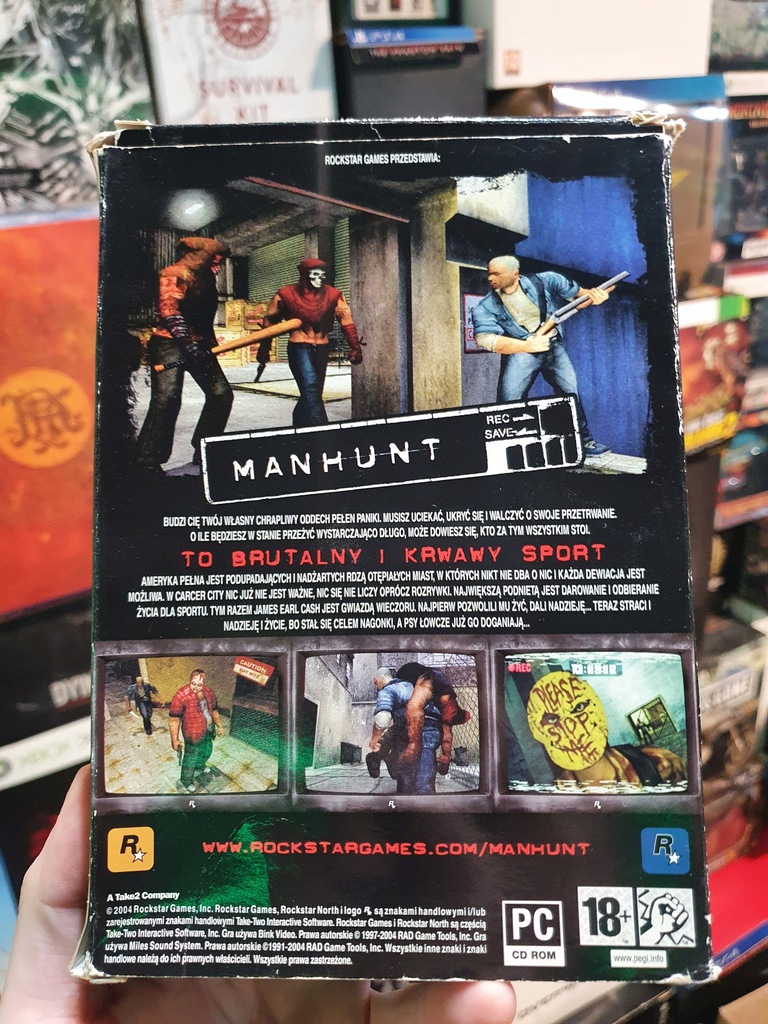 SURVIVAL
KIT
ROCKSTAR GAMES PRZEDSTAWIA:
REC
SAVE
MANHUNT
BUDZI CIĘ TWÓJ WŁASNY CHRAPLIWY ODDECH PEŁEN PANIKI. MUSISZ UCIEKAĆ, UKRYĆ SIĘ I WALCZYĆ O SWOJE PRZETRWANIE.
O ILE BĘDZIESZ W STANIE PRZEŻYĆ WYSTARCZAJĄCO DŁUGO, MOŻE DOWIESZ SIĘ, KTO ZA TYM WSZYSTKIM STOI.
TO BRUTALNY I KRWAWY SPORT
AMERYKA PEŁNA JEST PODUPADAJĄCYCH I NADŻARTYCH RDZĄ OTĘPIAŁYCH MIAST, W KTÓRYCH NIKT NIE DBA O NIC I KAŻDA DEWIACJA JEST
MOŻLIWA. W CARCER CITY NIC JUŻ NIE JEST WAŻNE, NIC SIĘ NIE LICZY OPRÓCZ ROZRYWKI. NAJWIĘKSZĄ PODNIETĄ JEST DAROWANIE I ODBIERANIE
ŻYCIA DLA SPORTU. TYM RAZEM JAMES EARL CASH JEST GWIAZDĄ WIECZORU. NAJPIERW POZWOLILI MU ŻYĆ, DALI NADZIEJĘ... TERAZ STRACI I
NADZIEJĘ I ŻYCIE, BO STAŁ SIĘ CELEM NAGONKI, A PSY ŁOWCZE JUŻ GO DOGANIAJĄ...
CAUTION
REC
PLEASE
STOP
ME
R
WWW.ROCKSTARGAMES.COM/MANHUNT
R
A Take2 Company
© 2004 Rockstar Games, Inc. Rockstar Games, Rockstar North i logo R są znakami handlowymi i/lub
zarejestrowanymi znakami handlowymi Take-Two Interactive Software. Rockstar Games i Rockstar North są częścią
Take-Two Interactive Software, Inc. Gra używa Bink Video. Prawa autorskie © 1997-2004 RAD Game Tools, Inc. Gra
używa Miles Sound System. Prawa autorskie ©1991-2004 RAD Game Tools, Inc. Wszystkie inne znaki i znaki
handlowe należą do ich prawnych właścicieli. Wszystkie prawa zastrzeżone.
PC
CD ROM
18+
www.pegi.info